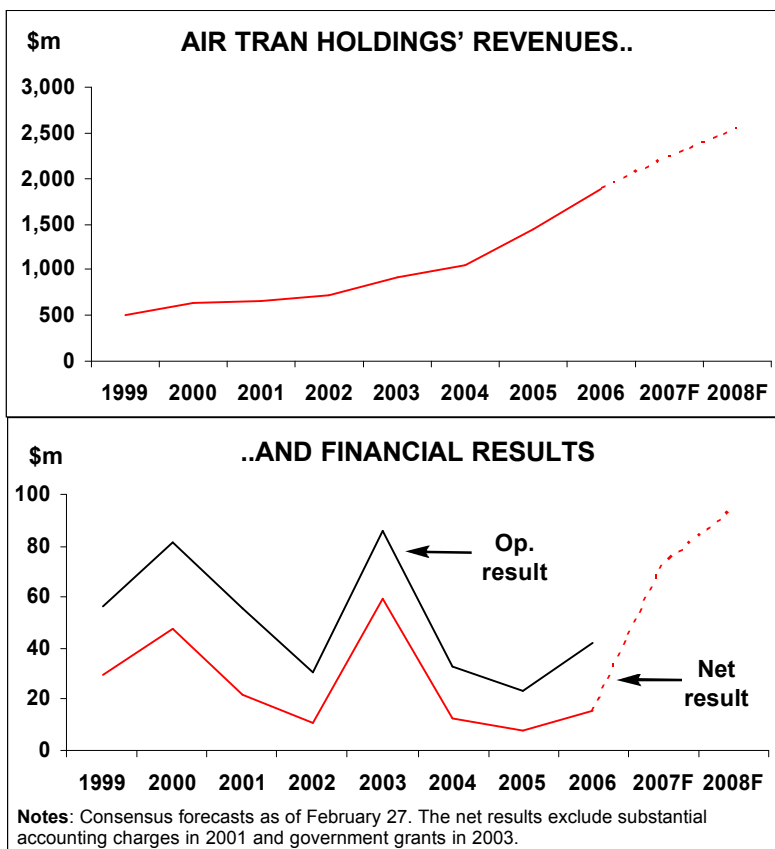 $m
AIR TRAN HOLDINGS' REVENUES..
3,000
2,500
2,000
1,500
1,000
500
0
1999 2000 2001 2002 2003 2004 2005 2006 2007F 2008F
$m
..AND FINANCIAL RESULTS
100
80
60
40
20
0
Op.
result
Net
result
1999 2000 2001 2002 2003 2004 2005 2006 2007F 2008F
Notes: Consensus forecasts as of February 27. The net results exclude substantial
accounting charges in 2001 and government grants in 2003.